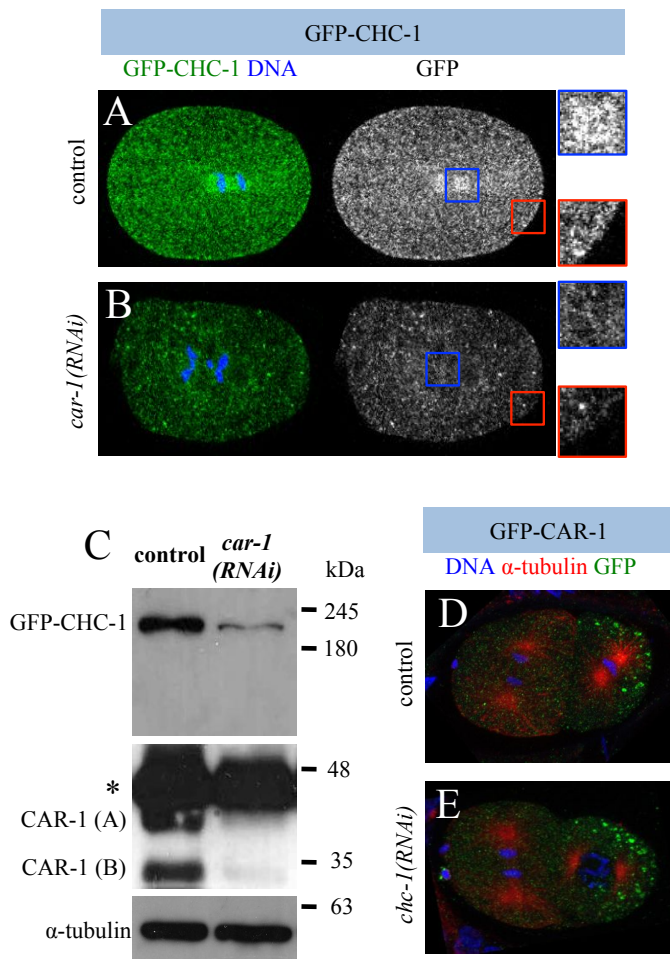 GFP-CHC-1
GFP-CHC-1 DNA GFP
A
control
B
car-1(RNAi)
C
control car-1 (RNAi) kDa
GFP-CHC-1
245
180
*
48
CAR-1 (A)
CAR-1 (B)
35
63
α-tubulin
GFP-CAR-1
DNA α-tubulin GFP
D
control
E
chc-1(RNAi)